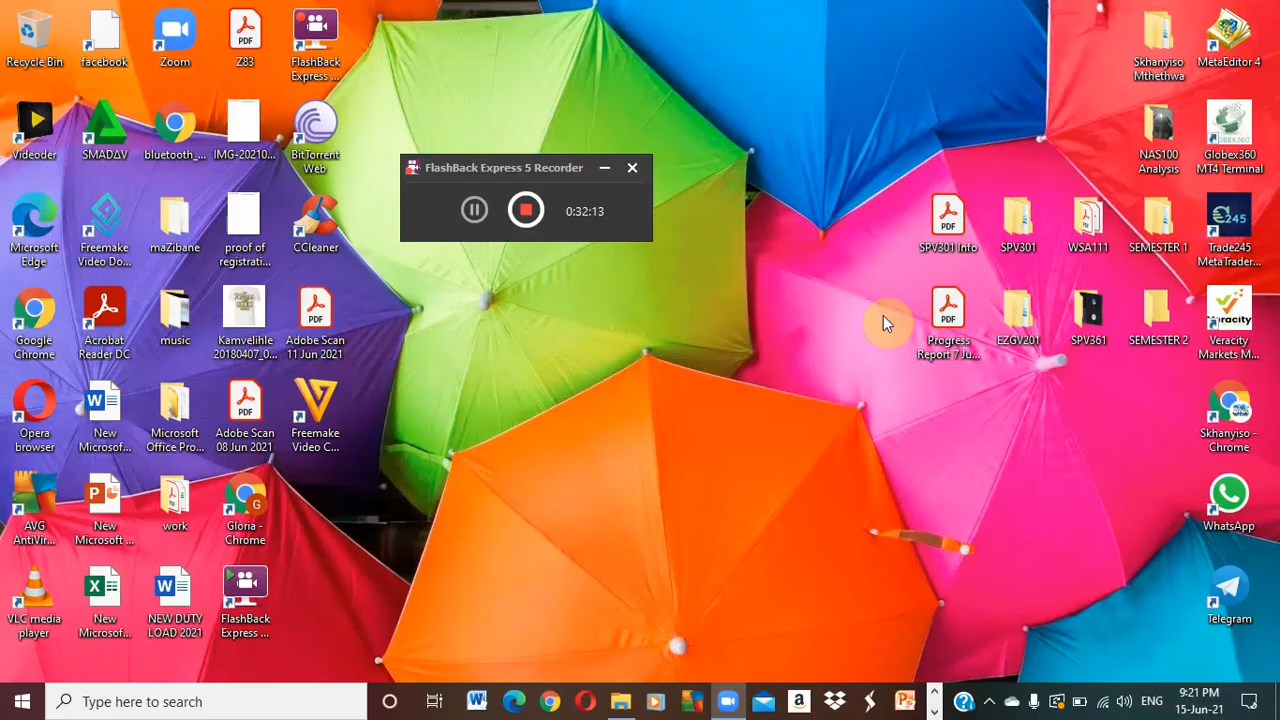 Recycle Bin
facebook
Zoom
Z83
FlashBack
Express ...
Skhanyiso
Mthethwa
MetaEditor 4
Videoder
SMADAV
bluetooth_...
IMG-20210...
BitTorrent
Web
NAS100
Analysis
Globex360
MT4 Terminal
FlashBack Express 5 Recorder
0:32:13
Microsoft
Edge
Freemake
Video Do...
maZibane
proof of
registrati...
CCleaner
SPV301 Info
SPV301
WSA111
SEMESTER 1
Trade245
MetaTrader...
Google
Chrome
Acrobat
Reader DC
music
Kamvelihle
20180407_0...
Adobe Scan
11 Jun 2021
Progress
Report 7 Ju...
EZGV201
SPV361
SEMESTER 2
Veracity
Markets M...
Opera
browser
New
Microsof...
Microsoft
Office Pro...
Adobe Scan
08 Jun 2021
Freemake
Video C...
Skhanyiso -
Chrome
AVG
AntiVir...
New
Microsoft ...
work
Gloria -
Chrome
WhatsApp
VLC media
player
New
Microsof...
NEW DUTY
LOAD 2021
FlashBack
Express ...
Telegram
Type here to search
ENG
9:21 PM
15-Jun-21